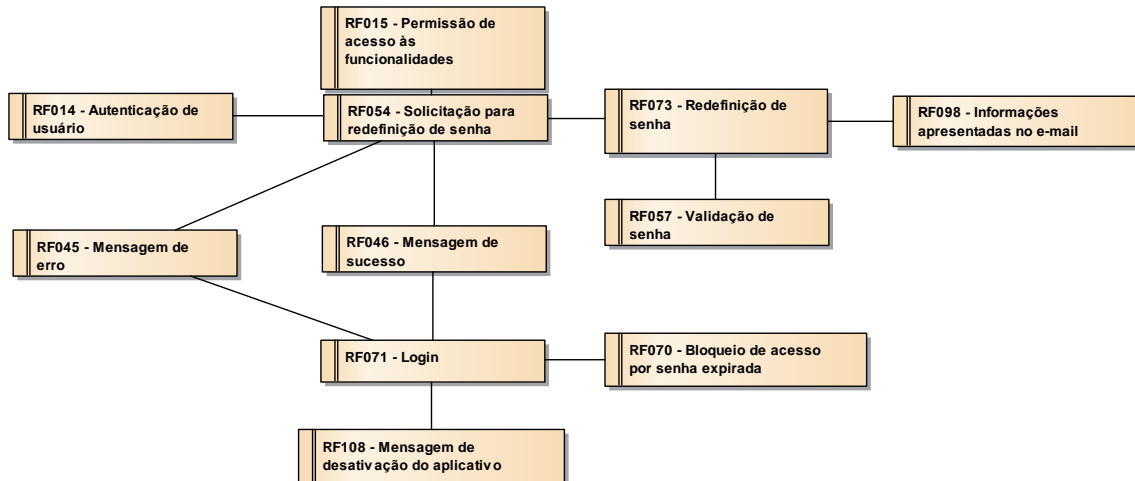 RF015 - Permissão de
acesso às
funcionalidades
RF014 - Autenticação de
usuário
RF054 - Solicitação para
redefinição de senha
RF073 - Redefinição de
senha
RF098 - Informações
apresentadas no e-mail
RF057 - Validação de
senha
RF045 - Mensagem de
erro
RF046 - Mensagem de
sucesso
RF071 - Login
RF070 - Bloqueio de acesso
por senha expirada
RF108 - Mensagem de
desativação do aplicativo